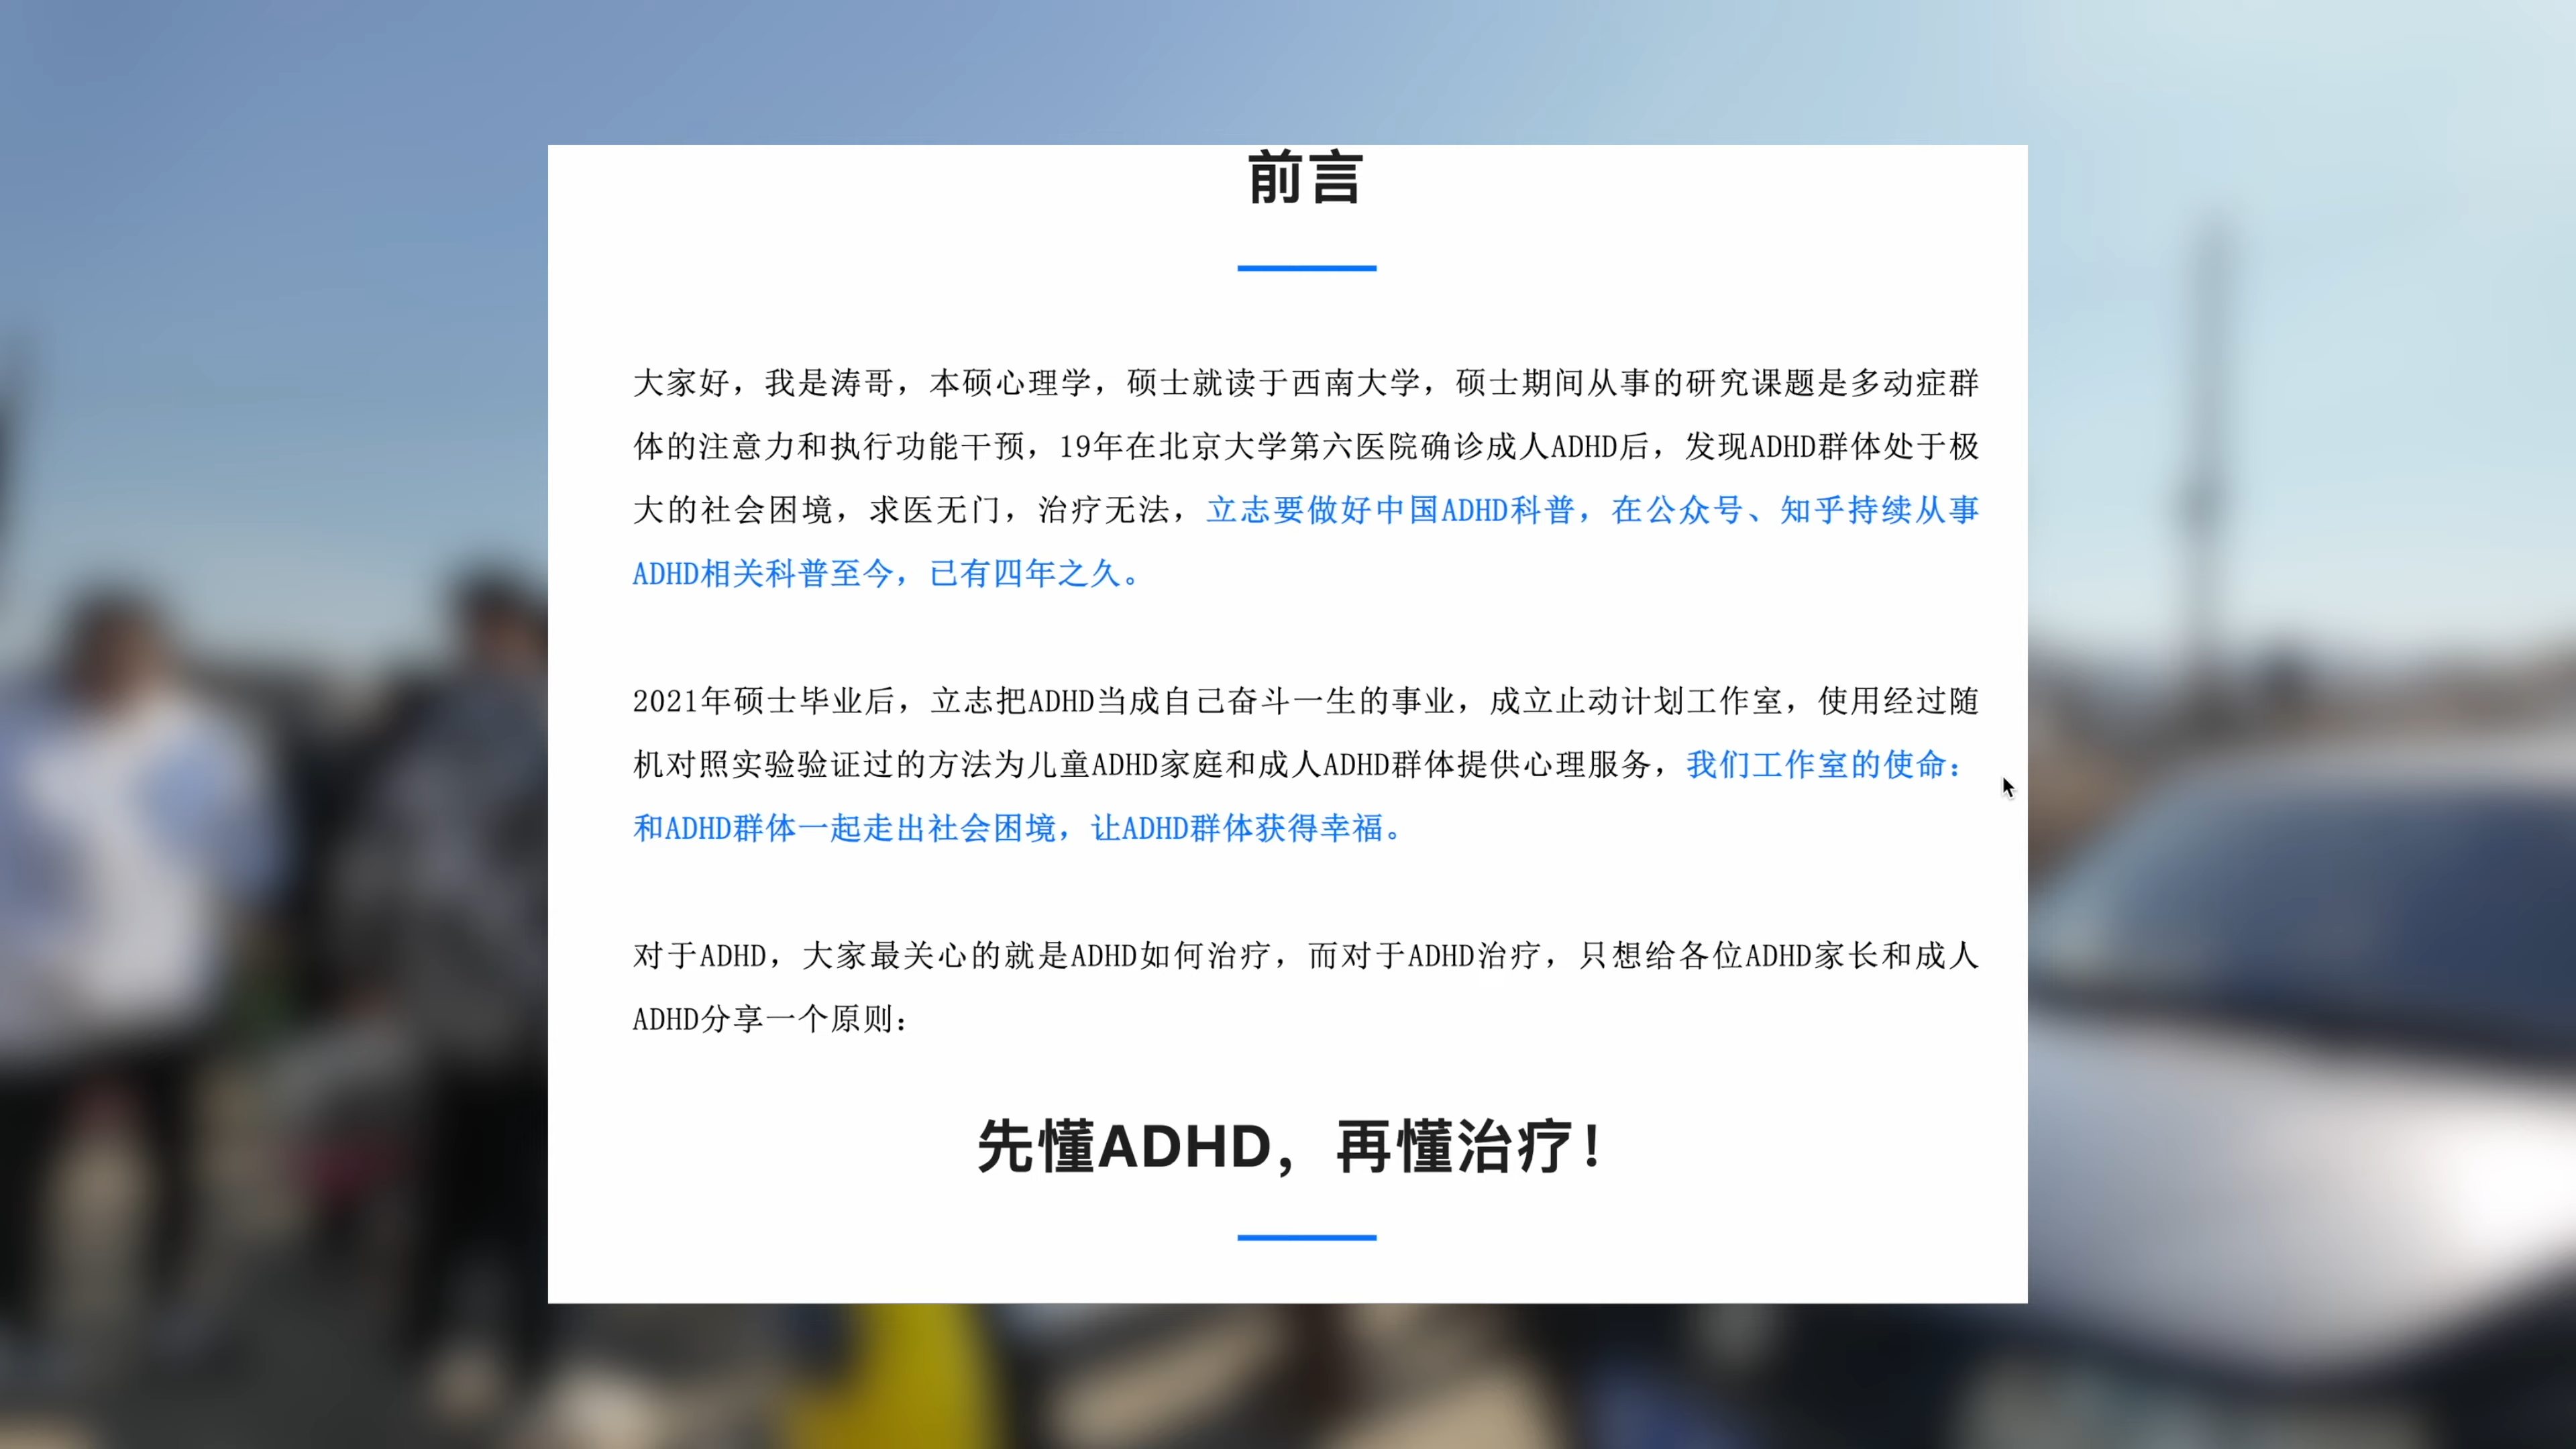 前言
大家好，我是涛哥，本硕心理学，硕士就读于西南大学，硕士期间从事的研究课题是多动症群
体的注意力和执行功能干预，19年在北京大学第六医院确诊成人ADHD后，发现ADHD群体处于极
大的社会困境，求医无门，治疗无法，立志要做好中国ADHD科普，在公众号、知乎持续从事
ADHD相关科普至今，已有四年之久。
2021年硕士毕业后，立志把ADHD当成自己奋斗一生的事业，成立止动计划工作室，使用经过随
机对照实验验证过的方法为儿童ADHD家庭和成人ADHD群体提供心理服务，我们工作室的使命：
和ADHD群体一起走出社会困境，让ADHD群体获得幸福。
对于ADHD，大家最关心的就是ADHD如何治疗，而对于ADHD治疗，只想给各位ADHD家长和成人
ADHD分享一个原则：
先懂ADHD，再懂治疗！